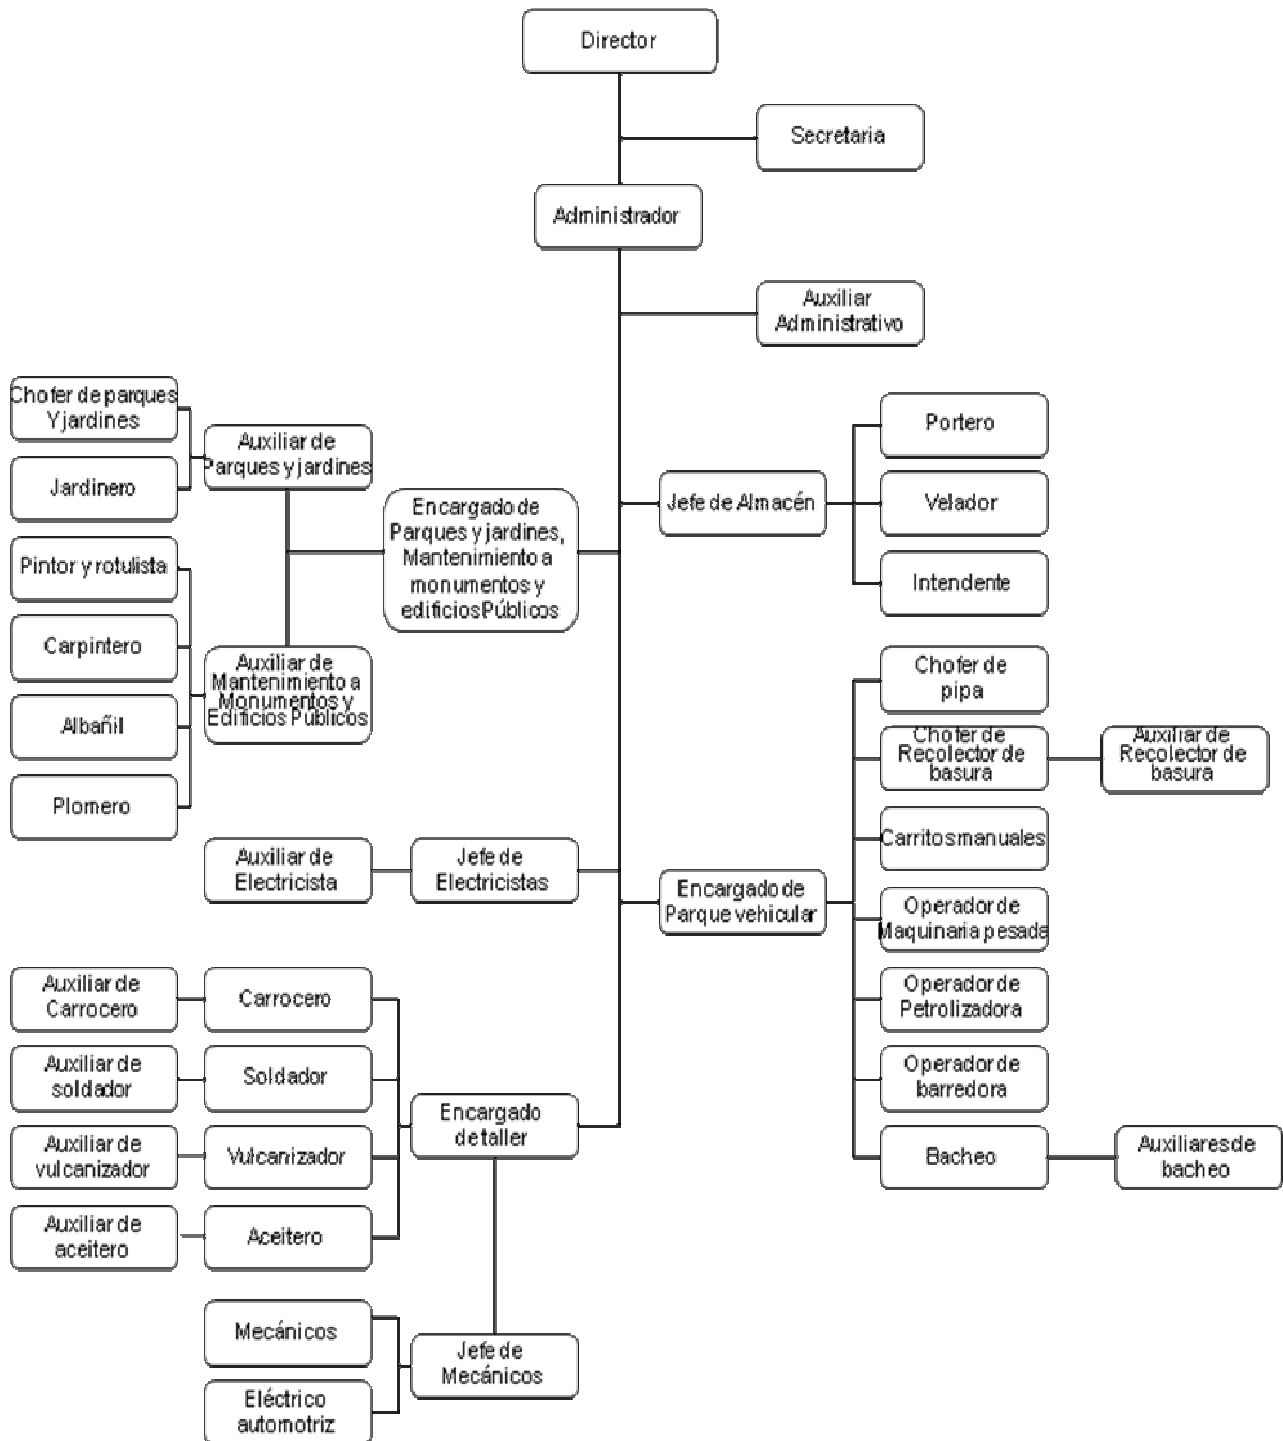 Director
Secretaria
Administrador
Auxiliar
Administrativo
Chofer de parques
Y jardines
Jardinero
Auxiliar de
Parques y jardines
Encargado de
Parques y jardines,
Mantenimiento a
monumentos y
edificios Públicos
Pintor y rotulista
Carpintero
Albañil
Plomero
Auxiliar de
Mantenimiento a
Monumentos y
Edificios Públicos
Jefe de Almacén
Portero
Velador
Intendente
Auxiliar de
Electricista
Jefe de
Electricistas
Encargado de
Parque vehicular
Chofer de
pipa
Chofer de
Recolector de
basura
Auxiliar de
Recolector de
basura
Carritos manuales
Operador de
Maquinaria pesada
Operador de
Petrolizadora
Operador de
barredora
Bacheo
Auxiliares de
bacheo
Auxiliar de
Carrocero
Carrocero
Auxiliar de
soldador
Soldador
Auxiliar de
vulcanizador
Vulcanizador
Auxiliar de
aceitero
Aceitero
Encargado
de taller
Mecánicos
Eléctrico
automotriz
Jefe de
Mecánicos